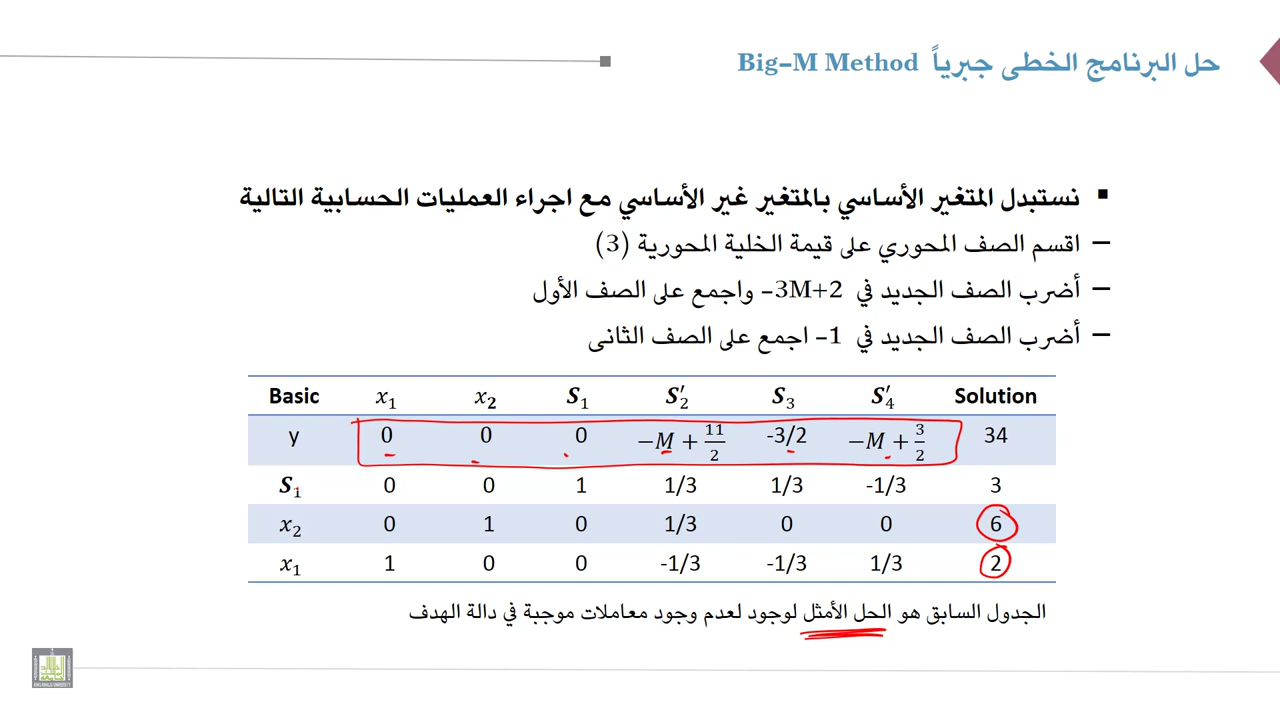 حل البرنامج الخطى جبرياً Big-M Method
▪ نستبدل المتغير الأساسي بالمتغير غير الأساسي مع اجراء العمليات الحسابية التالية
– اقسم الصف المحوري على قيمة الخلية المحورية (3)
– أضرب الصف الجديد في -3M+2 واجمع على الصف الأول
– أضرب الصف الجديد في -1 اجمع على الصف الثانى
Basic x₁ x₂ S₁ S₂′ S₃ S₄′ Solution
y 0 0 0 −M + 11/2 -3/2 −M + 3/2 34
S₁ 0 0 1 1/3 1/3 -1/3 3
x₂ 0 1 0 1/3 0 0 6
x₁ 1 0 0 -1/3 -1/3 1/3 2
الجدول السابق هو الحل الأمثل لوجود لعدم وجود معاملات موجبة في دالة الهدف